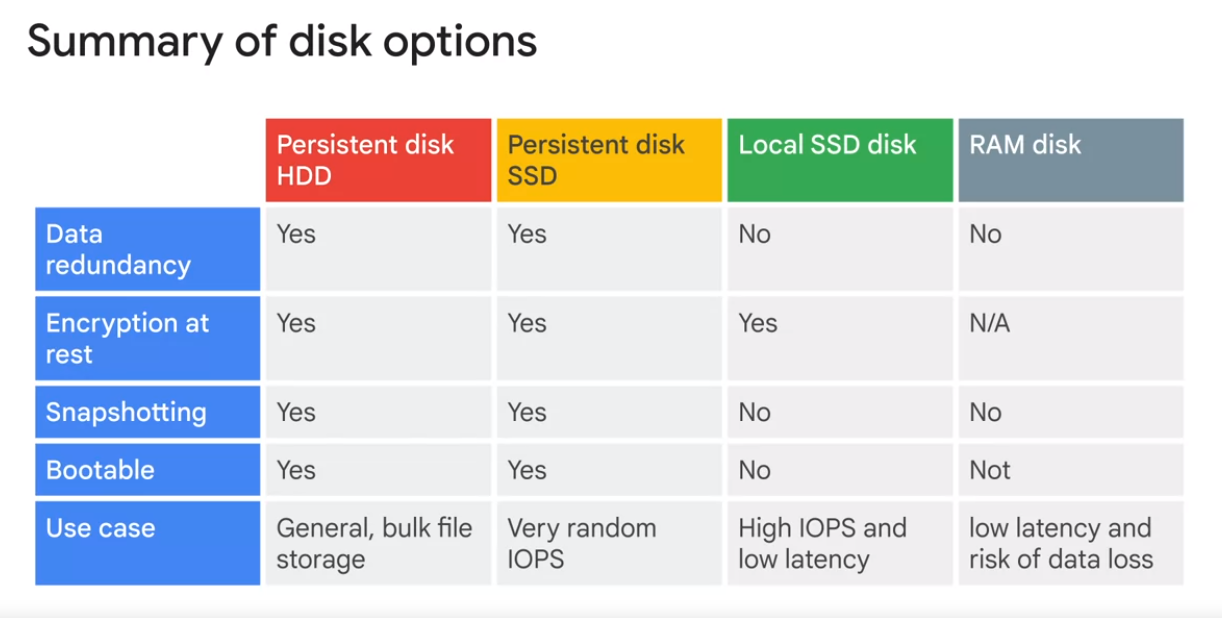 Summary of disk options
Persistent disk
HDD
Persistent disk
SSD
Local SSD disk
RAM disk
Data
redundancy
Yes
Yes
No
No
Encryption at
rest
Yes
Yes
Yes
N/A
Snapshotting
Yes
Yes
No
No
Bootable
Yes
Yes
No
Not
Use case
General, bulk file
storage
Very random
IOPS
High IOPS and
low latency
low latency and
risk of data loss